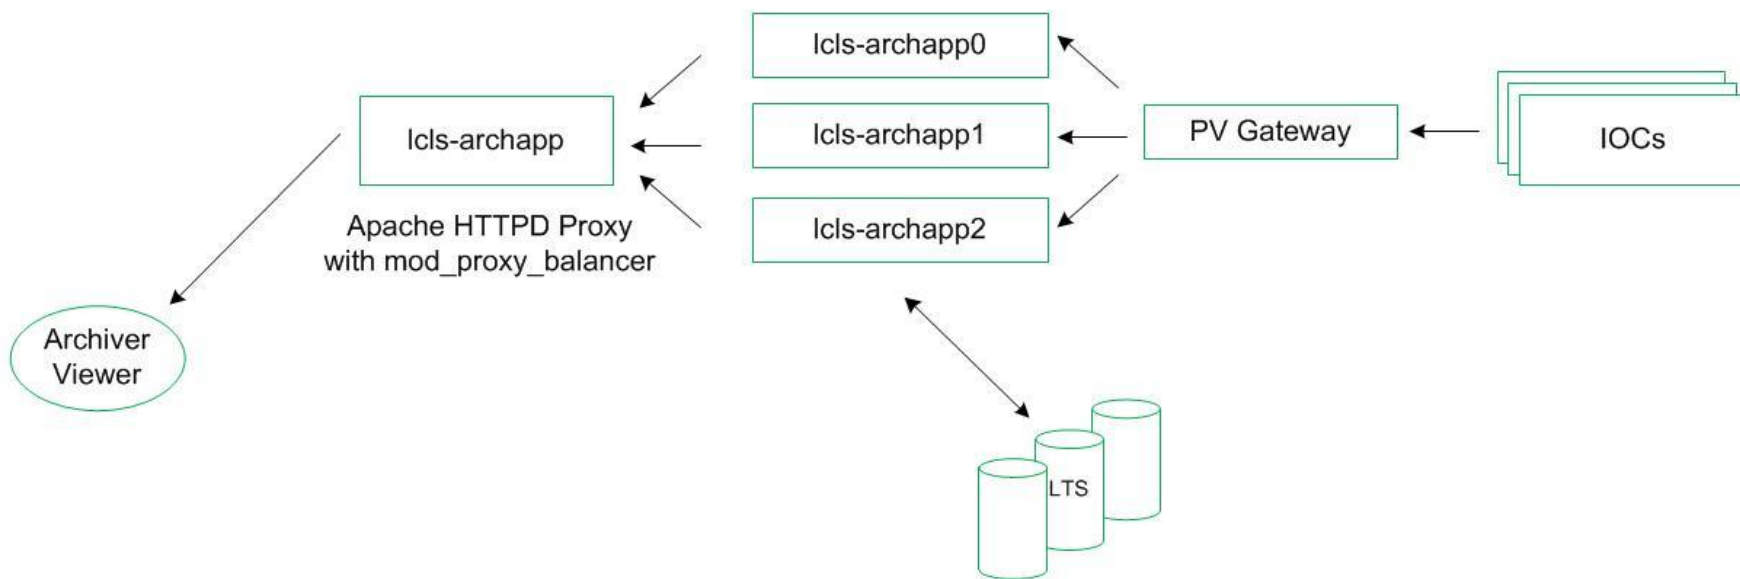 lcls-archapp0
lcls-archapp
lcls-archapp1
PV Gateway
IOCs
lcls-archapp2
Apache HTTPD Proxy
with mod_proxy_balancer
Archiver
Viewer
LTS